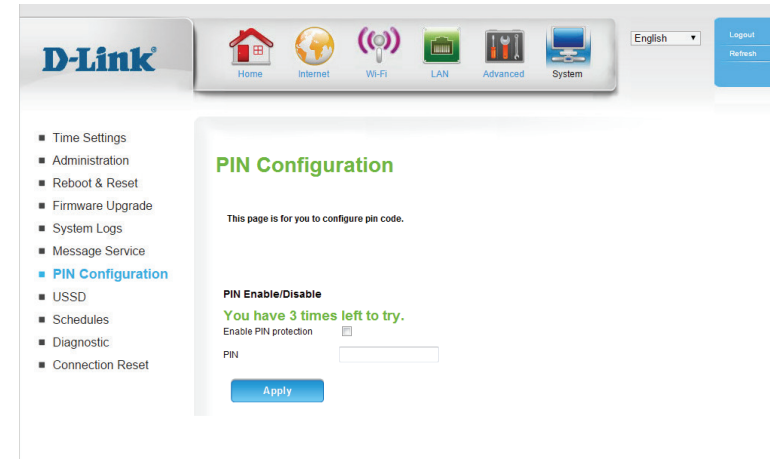 D-Link
Home
Internet
Wi-Fi
LAN
Advanced
System
English
Logout
Refresh
Time Settings
Administration
Reboot & Reset
Firmware Upgrade
System Logs
Message Service
PIN Configuration
USSD
Schedules
Diagnostic
Connection Reset
PIN Configuration
This page is for you to configure pin code.
PIN Enable/Disable
You have 3 times left to try.
Enable PIN protection
PIN
Apply